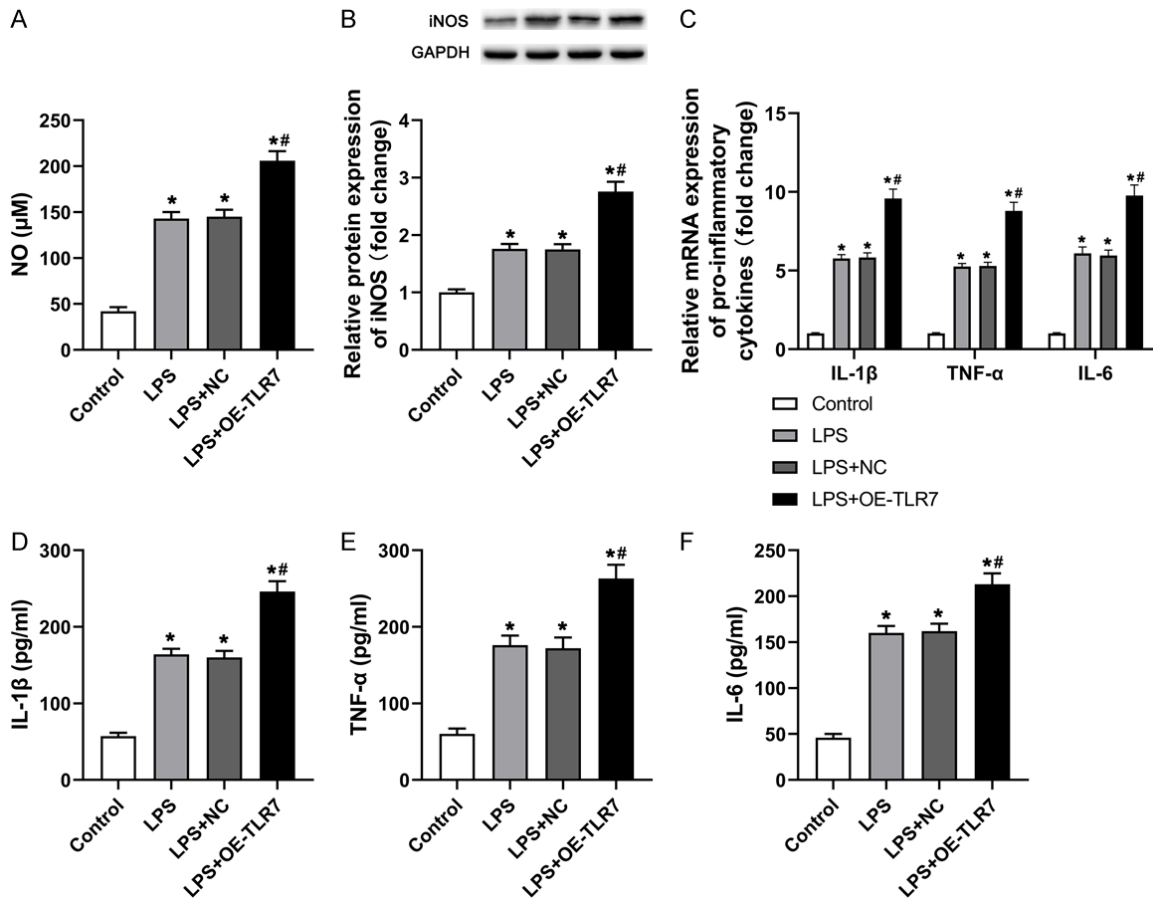 A
NO (μM)
250
200
150
100
50
0
*
*
*#
Control
LPS
LPS+NC
LPS+OE-TLR7
B
iNOS
GAPDH
Relative protein expression
of iNOS（fold change)
4
3
2
1
0
*
*
*#
Control
LPS
LPS+NC
LPS+OE-TLR7
C
Relative mRNA expression
of pro-inflammatory
cytokines（fold change)
15
10
5
0
*
*
*#
*
*
*#
*
*
*#
IL-1β
TNF-α
IL-6
Control
LPS
LPS+NC
LPS+OE-TLR7
D
IL-1β (pg/ml)
300
200
100
0
*
*
*#
Control
LPS
LPS+NC
LPS+OE-TLR7
E
TNF-α (pg/ml)
300
200
100
0
*
*
*#
Control
LPS
LPS+NC
LPS+OE-TLR7
F
IL-6 (pg/ml)
250
200
150
100
50
0
*
*
*#
Control
LPS
LPS+NC
LPS+OE-TLR7